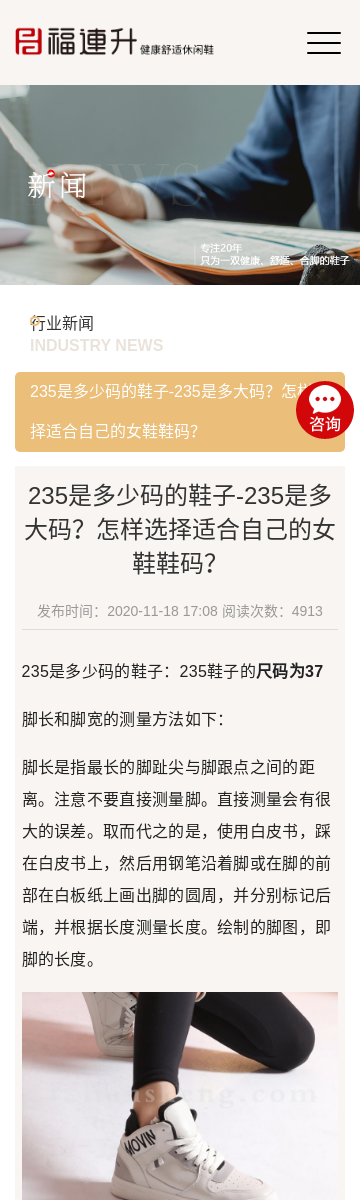 福連升 健康舒适休闲鞋
NEWS
新闻
专注20年
只为一双健康、舒适、合脚的鞋子
行业新闻
INDUSTRY NEWS
235是多少码的鞋子-235是多大码？怎样
择适合自己的女鞋鞋码？
咨询
235是多少码的鞋子-235是多
大码？怎样选择适合自己的女
鞋鞋码？
发布时间：2020-11-18 17:08 阅读次数：4913
235是多少码的鞋子：235鞋子的尺码为37
脚长和脚宽的测量方法如下：
脚长是指最长的脚趾尖与脚跟点之间的距
离。注意不要直接测量脚。直接测量会有很
大的误差。取而代之的是，使用白皮书，踩
在白皮书上，然后用钢笔沿着脚或在脚的前
部在白板纸上画出脚的圆周，并分别标记后
端，并根据长度测量长度。绘制的脚图，即
脚的长度。
MOVIN